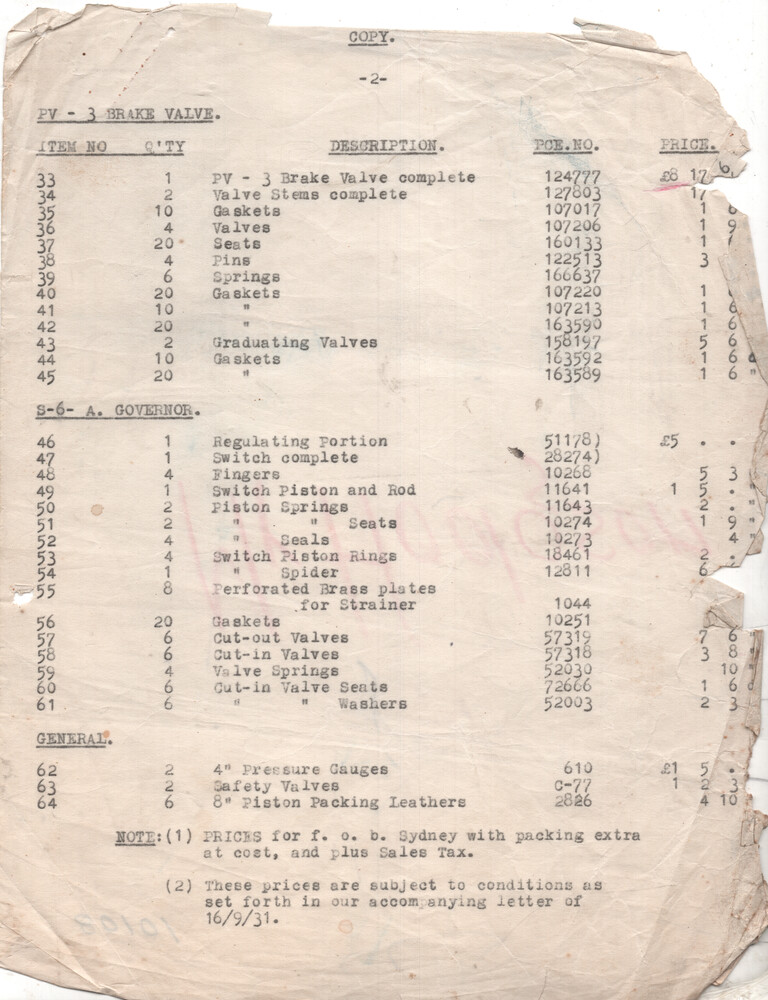 COPY.
-2-
PV - 3 BRAKE VALVE.
ITEM NO Q'TY DESCRIPTION. PCE.NO. PRICE.
33 1 PV - 3 Brake Valve complete 124777 £8 17 6
34 2 Valve Stems complete 127803 17
35 10 Gaskets 107017 1 6
36 4 Valves 107206 1 9
37 20 Seats 160133 1
38 4 Pins 122513 3
39 6 Springs 166637
40 20 Gaskets 107220 1
41 10 " 107213 1 6
42 20 " 163590 1 6
43 2 Graduating Valves 158197 5 6
44 10 Gaskets 163592 1 6
45 20 " 163589 1 6 "
S-6- A. GOVERNOR.
46 1 Regulating Portion 51178) £5 . .
47 1 Switch complete 28274)
48 4 Fingers 10268 5 3
49 1 Switch Piston and Rod 11641 1 5 . "
50 2 Piston Springs 11643 2 . "
51 2 " " Seats 10274 1 9 "
52 4 " Seals 10273 4 "
53 4 Switch Piston Rings 18461 2 .
54 1 " Spider 12811 6
55 8 Perforated Brass plates
for Strainer 1044
56 20 Gaskets 10251
57 6 Cut-out Valves 57319 7 6
58 6 Cut-in Valves 57318 3 8 "
59 4 Valve Springs 52030 10 "
60 6 Cut-in Valve Seats 72666 1 6
61 6 " " Washers 52003 2 3
GENERAL.
62 2 4" Pressure Gauges 610 £1 5 .
63 2 Safety Valves C-77 1 2 3
64 6 8" Piston Packing Leathers 2826 4 10
NOTE:(1) PRICES for f. o. b. Sydney with packing extra
at cost, and plus Sales Tax.
(2) These prices are subject to conditions as
set forth in our accompanying letter of
16/9/31.